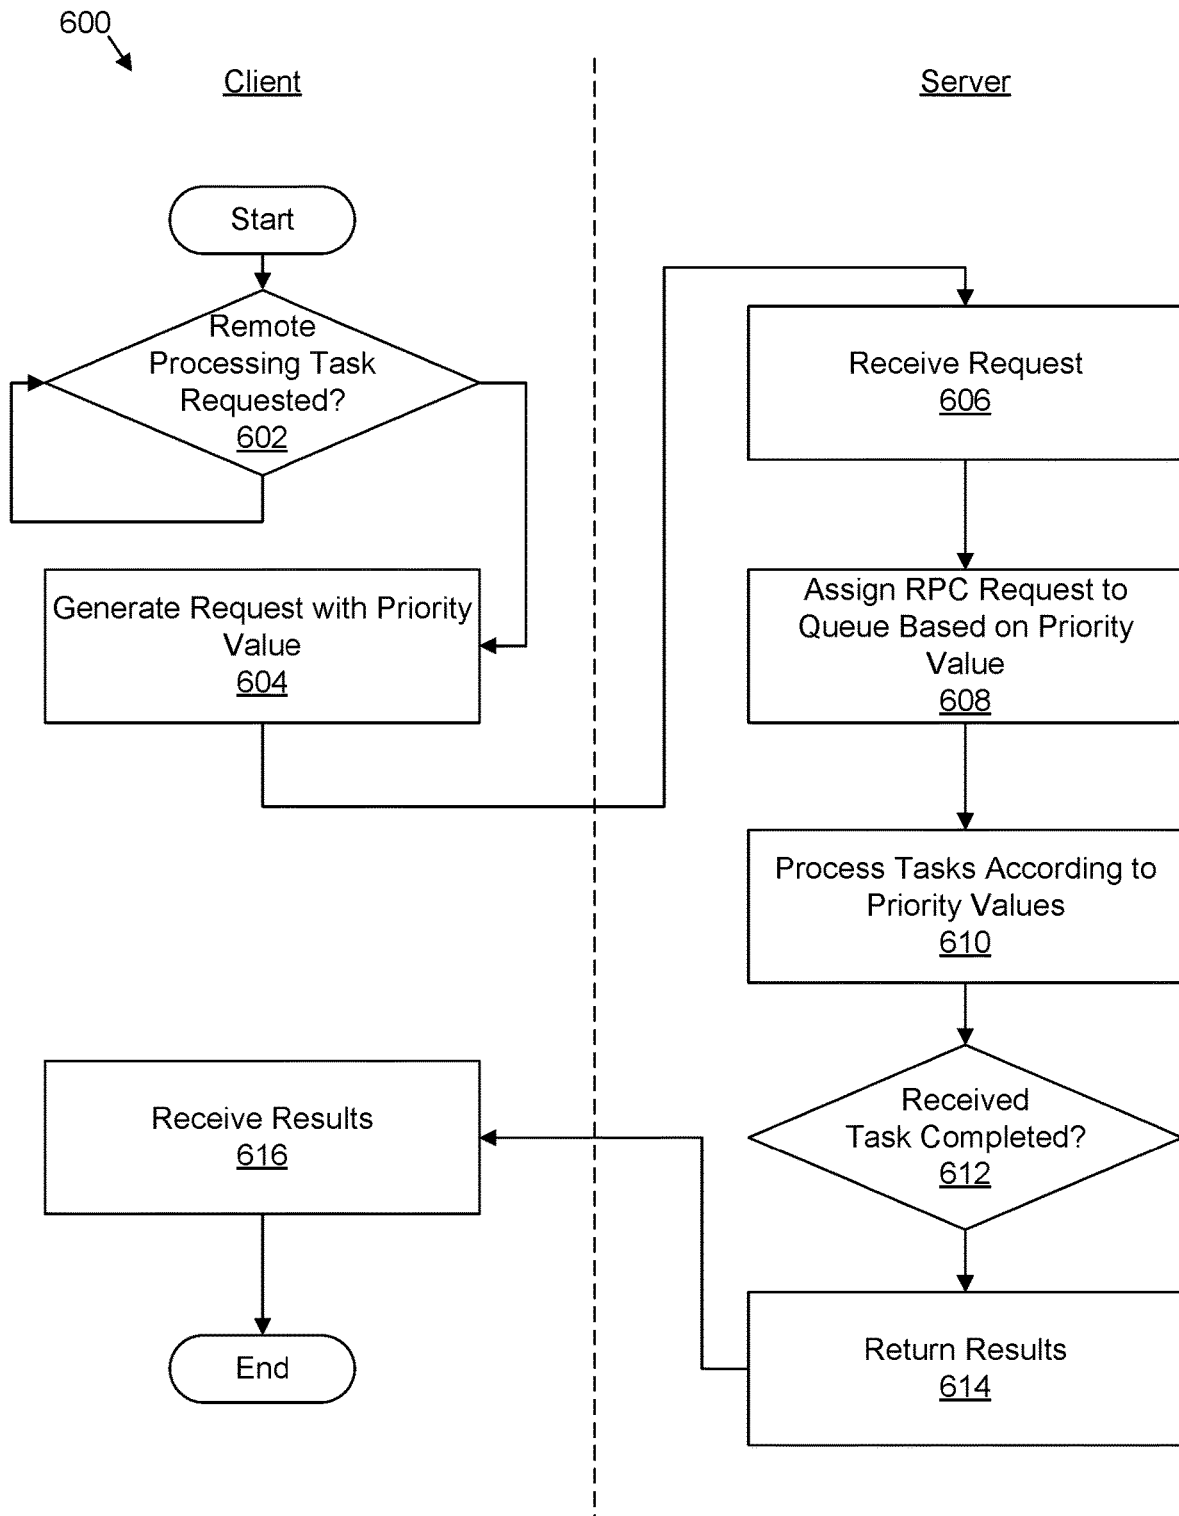 600
Client
Server
Start
Remote
Processing Task
Requested?
602
Generate Request with Priority
Value
604
Receive Request
606
Assign RPC Request to
Queue Based on Priority
Value
608
Process Tasks According to
Priority Values
610
Received
Task Completed?
612
Return Results
614
Receive Results
616
End